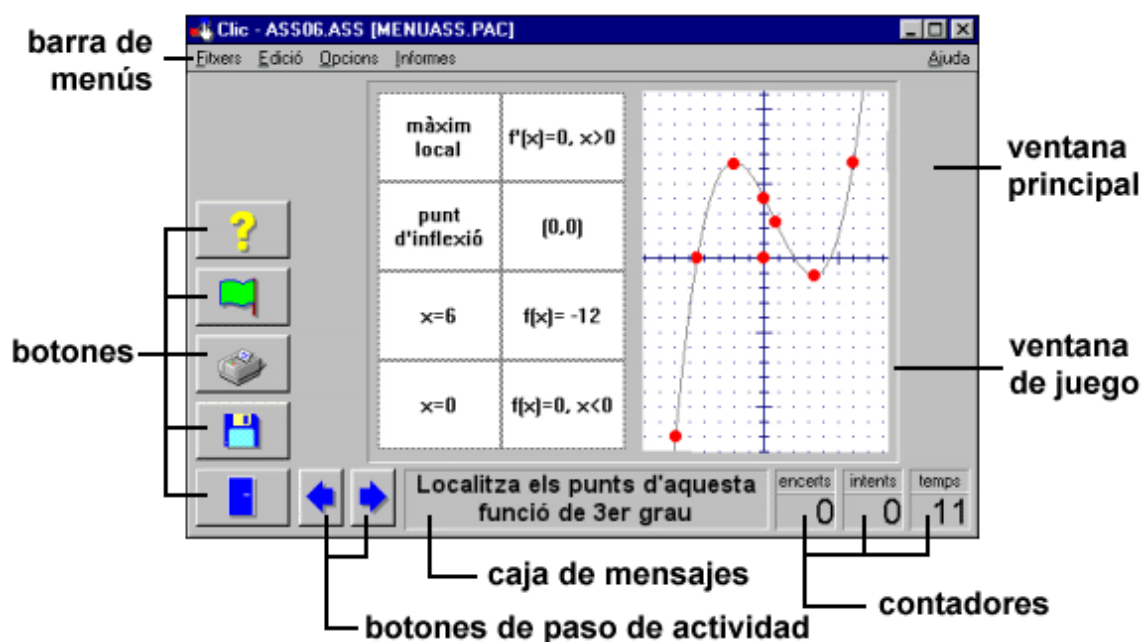 Clic - ASS06.ASS [MENUASS.PAC]
barra de
menús
Fitxers Edició Opcions Informes Ajuda
màxim
local
f'(x)=0, x>0
punt
d'inflexió
(0,0)
x=6
f(x)= -12
x=0
f(x)=0, x<0
ventana
principal
botones
ventana
de juego
Localitza els punts d'aquesta
funció de 3er grau
encerts intents temps
0 0 11
caja de mensajes
contadores
botones de paso de actividad